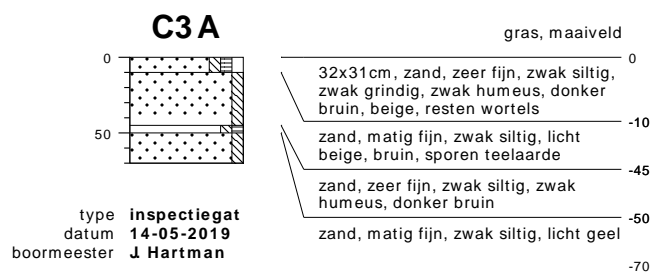 C3 A
gras, maaiveld
0
0
32x31cm, zand, zeer fijn, zwak siltig,
zwak grindig, zwak humeus, donker
bruin, beige, resten wortels
-10
zand, matig fijn, zwak siltig, licht
beige, bruin, sporen teelaarde
50
-45
zand, zeer fijn, zwak siltig, zwak
humeus, donker bruin
-50
zand, matig fijn, zwak siltig, licht geel
-70
type inspectiegat
datum 14-05-2019
boormeester J. Hartman